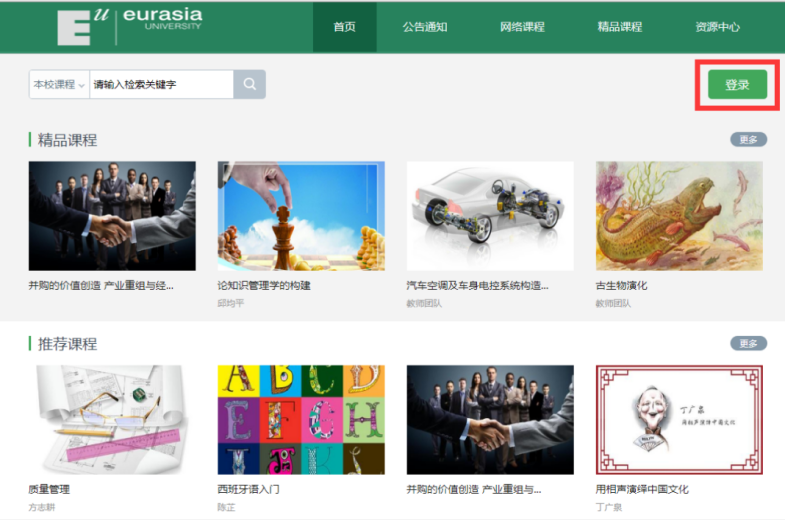 Eu eurasia
UNIVERSITY
首页 公告通知 网络课程 精品课程 资源中心
本校课程 请输入检索关键字 登录
精品课程 更多
并购的价值创造 产业重组与经...
论知识管理学的构建
汽车空调及车身电控系统构造...
古生物演化
邱均平
教师团队
教师团队
推荐课程 更多
A B C D
E F G H
I J K L
丁广泉
用相声演绎中国文化
质量管理
西班牙语入门
并购的价值创造 产业重组与...
用相声演绎中国文化
方志耕
陈芷
丁广泉